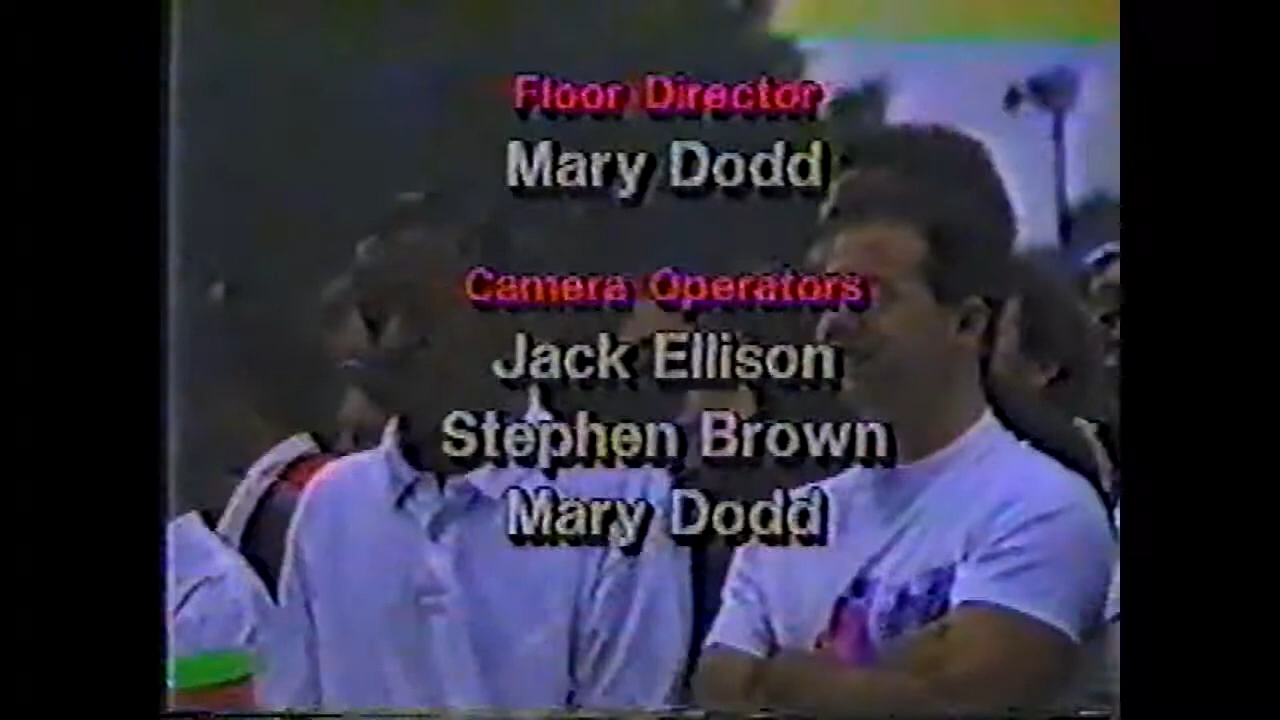 Floor Director
Mary Dodd
Camera Operators
Jack Ellison
Stephen Brown
Mary Dodd